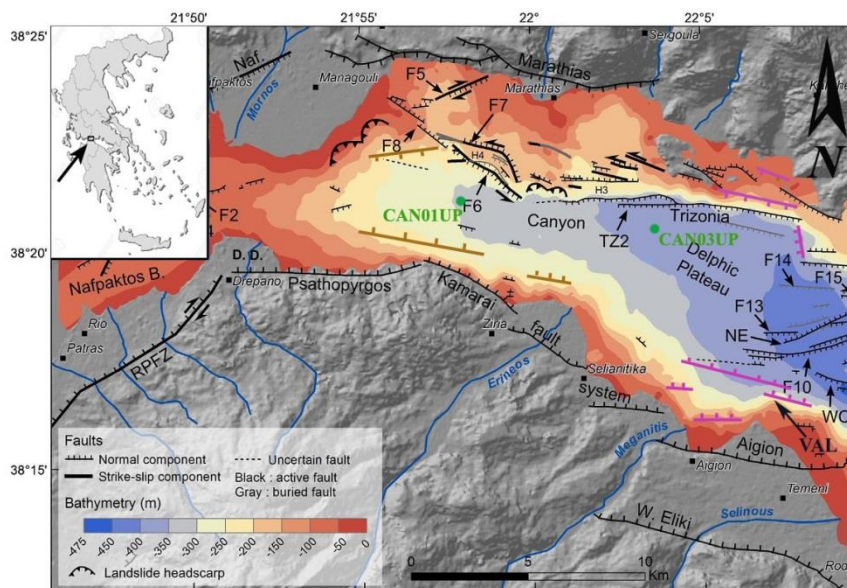 21°50'
21°55'
22°
22°5'
38°25'
38°20'
38°15'
Sergoula
Naf.
Marathias
Managouli
Mornos
F5
Marathias
F7
F8
H4
H3
F6
F2
CAN01UP
Canyon
TZ2
Trizonia
CAN03UP
Delphic
Plateau
F14
F15
F13
NE
F10
WC
VAL
N
Nafpaktos B.
D. D.
Drepano
Psathopyrgos
Kamarai
fault
system
Rio
Patras
RPFZ
Ziria
Erineos
Selianitika
Meganitis
Aigion
Aigion
Temeni
Selinous
W. Eliki
Faults
Normal component
Strike-slip component
Uncertain fault
Black : active fault
Gray : buried fault
Bathymetry (m)
-475 -450 -400 -350 -300 -250 -200 -150 -100 -50 0
Landslide headscarp
0 5 10
Km